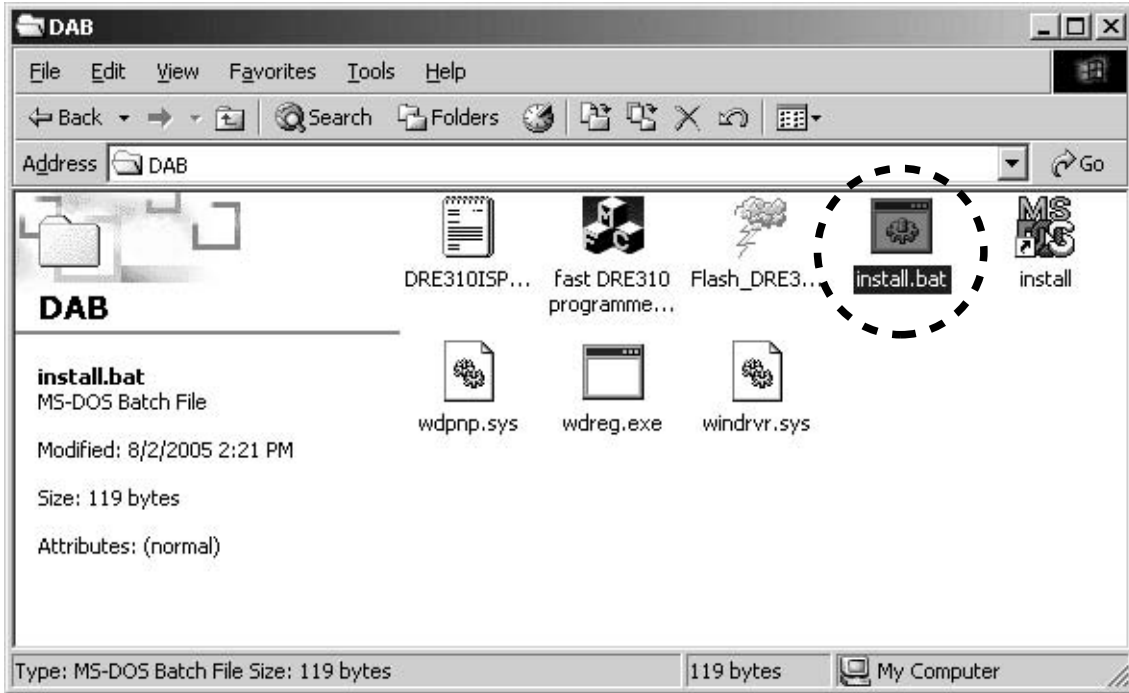 DAB
File Edit View Favorites Tools Help
Back Search Folders
Address DAB Go
DAB
install.bat
MS-DOS Batch File
Modified: 8/2/2005 2:21 PM
Size: 119 bytes
Attributes: (normal)
DRE310ISP... fast DRE310 Flash_DRE3... install.bat install
programme...
MS
wdpnp.sys wdreg.exe windrvr.sys
Type: MS-DOS Batch File Size: 119 bytes 119 bytes My Computer